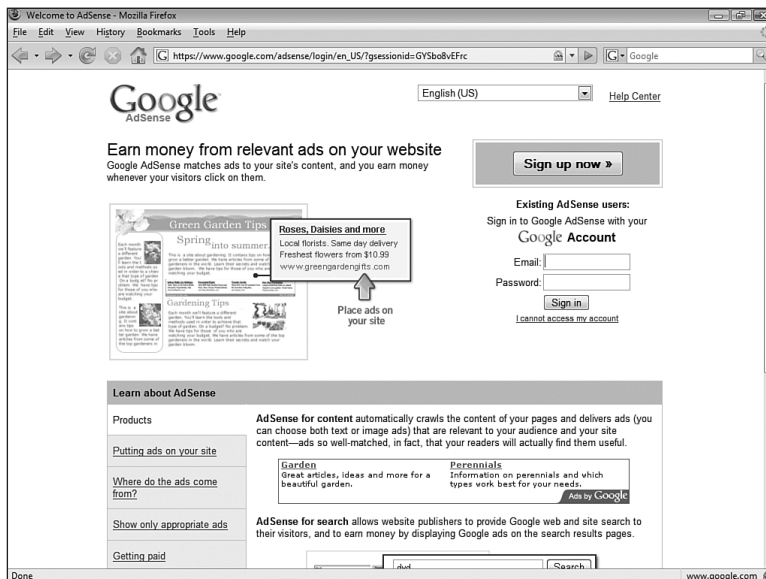 Welcome to AdSense - Mozilla Firefox
File Edit View History Bookmarks Tools Help
https://www.google.com/adsense/login/en_US/?gsessionid=GYSbo8vEFrc
G Google
Google
AdSense
English (US)
Help Center
Earn money from relevant ads on your website
Google AdSense matches ads to your site's content, and you earn money
whenever your visitors click on them.
Sign up now »
Green Garden Tips
Spring into summer.
Gardening Tips
Roses, Daisies and more
Local florists. Same day delivery
Freshest flowers from $10.99
www.greengardengifts.com
Place ads on
your site
Existing AdSense users:
Sign in to Google AdSense with your
Google Account
Email:
Password:
Sign in
I cannot access my account
Learn about AdSense
Products
Putting ads on your site
Where do the ads come
from?
Show only appropriate ads
Getting paid
AdSense for content automatically crawls the content of your pages and delivers ads (you
can choose both text or image ads) that are relevant to your audience and your site
content—ads so well-matched, in fact, that your readers will actually find them useful.
Garden
Great articles, ideas and more for a
beautiful garden.
Perennials
Information on perennials and which
types work best for your needs.
Ads by Google
AdSense for search allows website publishers to provide Google web and site search to
their visitors, and to earn money by displaying Google ads on the search results pages.
dvd
Search
Done
www.google.com